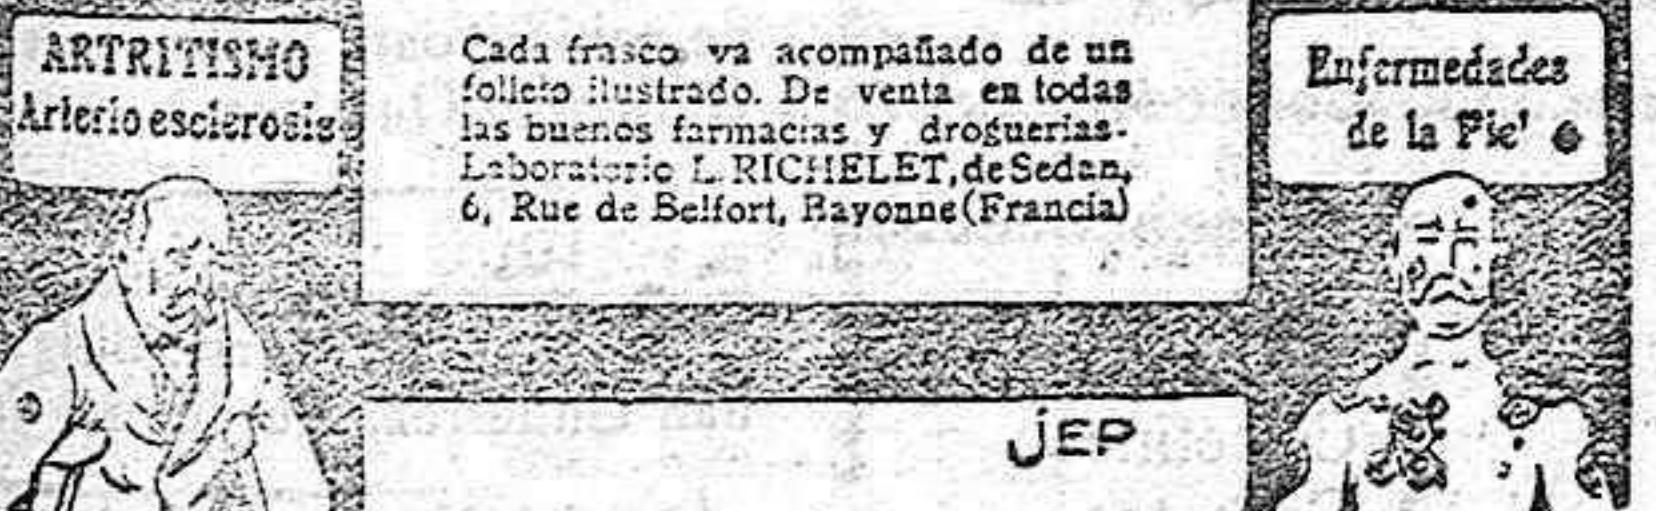 ARTRITISMO
Arterio esclerosis
Cada frasco va acompañado de un
folleto ilustrado. De venta en todas
las buenos farmacias y droguerias-
Laboratorio L. RICHELET, de Sedan,
6, Rue de Belfort, Bayonne (Francia)
Enfermedades
de la Piel
jEP